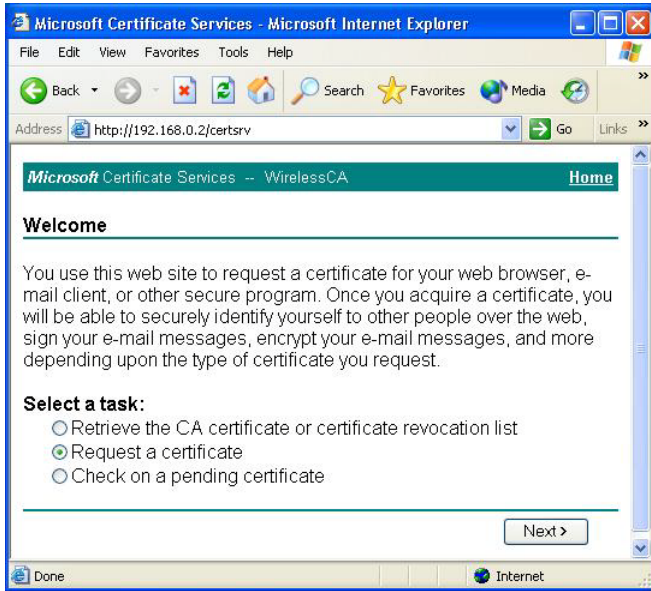 Microsoft Certificate Services - Microsoft Internet Explorer
File Edit View Favorites Tools Help
Back Search Favorites Media »
Address http://192.168.0.2/certsrv Go Links »
Microsoft Certificate Services -- WirelessCA Home
Welcome
You use this web site to request a certificate for your web browser, e-
mail client, or other secure program. Once you acquire a certificate, you
will be able to securely identify yourself to other people over the web,
sign your e-mail messages, encrypt your e-mail messages, and more
depending upon the type of certificate you request.
Select a task:
Retrieve the CA certificate or certificate revocation list
Request a certificate
Check on a pending certificate
Next >
Done Internet